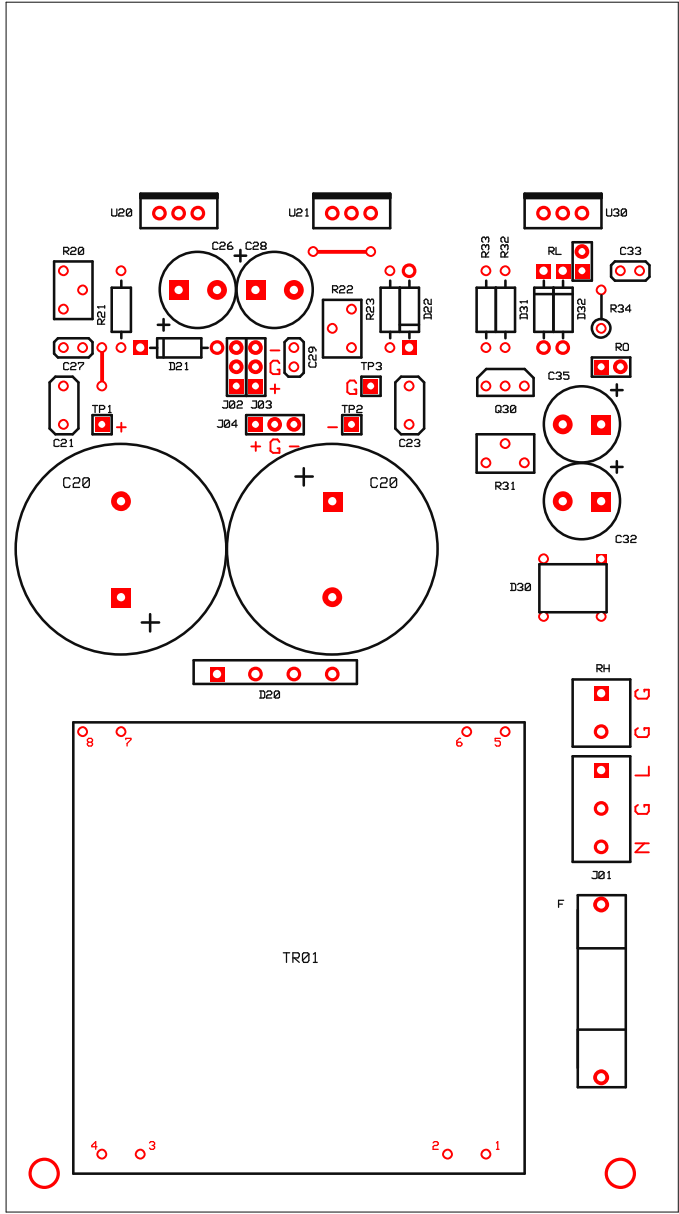 U20
U21
U30
C26
C28
R33
R32
RL
C33
R20
R21
R22
R23
D22
D31
D32
R34
+
+
D21
C27
-
G
+
C29
TP3
G
RO
J02
J03
C35
+
Q30
C21
TP1
+
J04
+ G -
TP2
-
C23
C20
+
C20
R31
+
C32
D30
+
D20
RH
G
G
L
G
N
J01
8
7
6
5
F
TR01
4
3
2
1